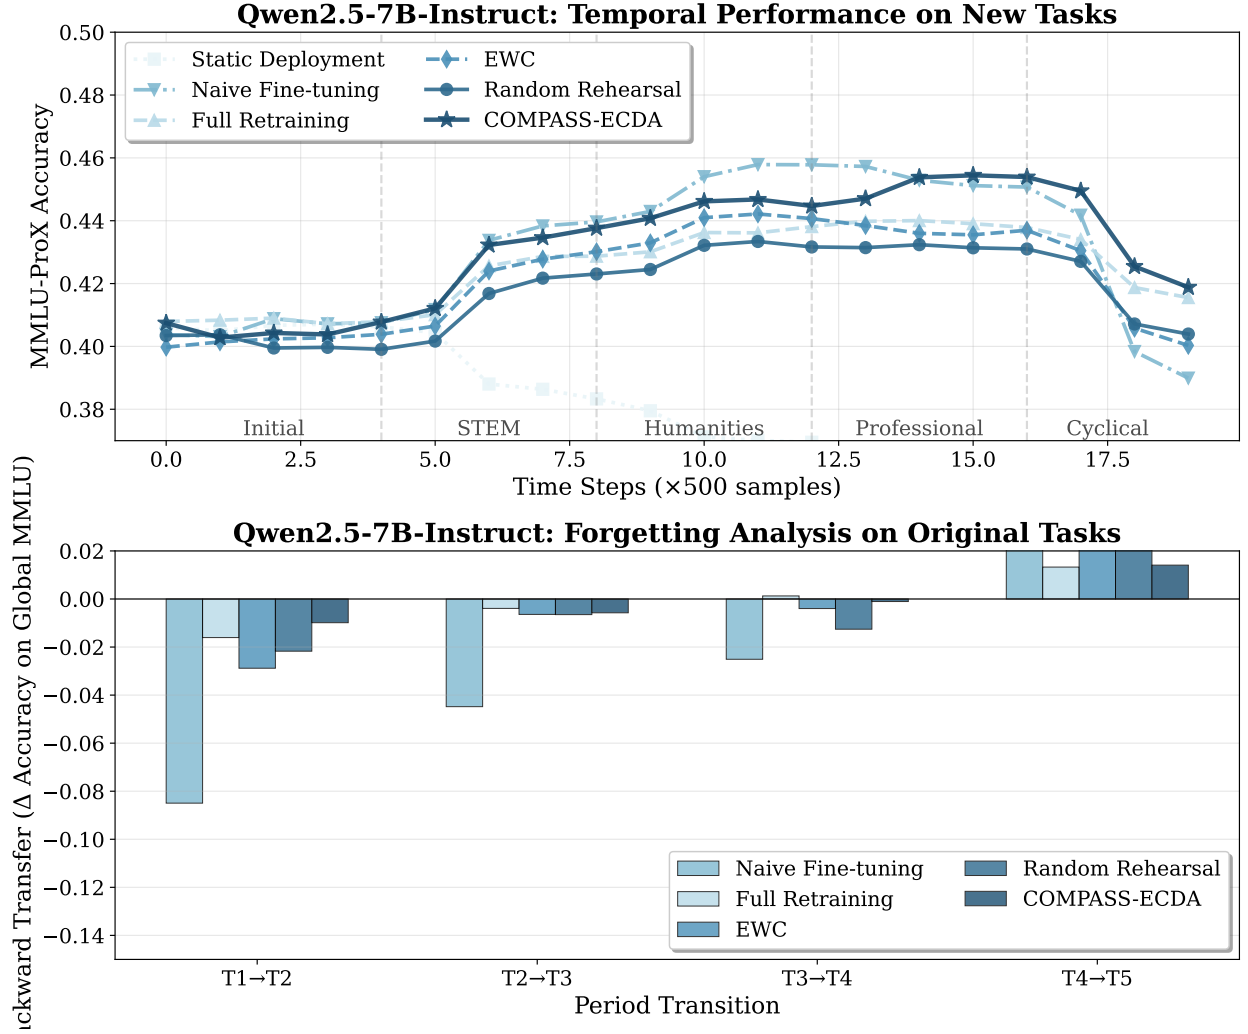 Qwen2.5-7B-Instruct: Temporal Performance on New Tasks
MMLU-ProX Accuracy
0.50
0.48
0.46
0.44
0.42
0.40
0.38
Static Deployment
Naive Fine-tuning
Full Retraining
EWC
Random Rehearsal
COMPASS-ECDA
Initial
STEM
Humanities
Professional
Cyclical
0.0 2.5 5.0 7.5 10.0 12.5 15.0 17.5
Time Steps (×500 samples)
Qwen2.5-7B-Instruct: Forgetting Analysis on Original Tasks
ackward Transfer (Δ Accuracy on Global MMLU)
0.02
0.00
−0.02
−0.04
−0.06
−0.08
−0.10
−0.12
−0.14
Naive Fine-tuning
Full Retraining
EWC
Random Rehearsal
COMPASS-ECDA
T1→T2 T2→T3 T3→T4 T4→T5
Period Transition